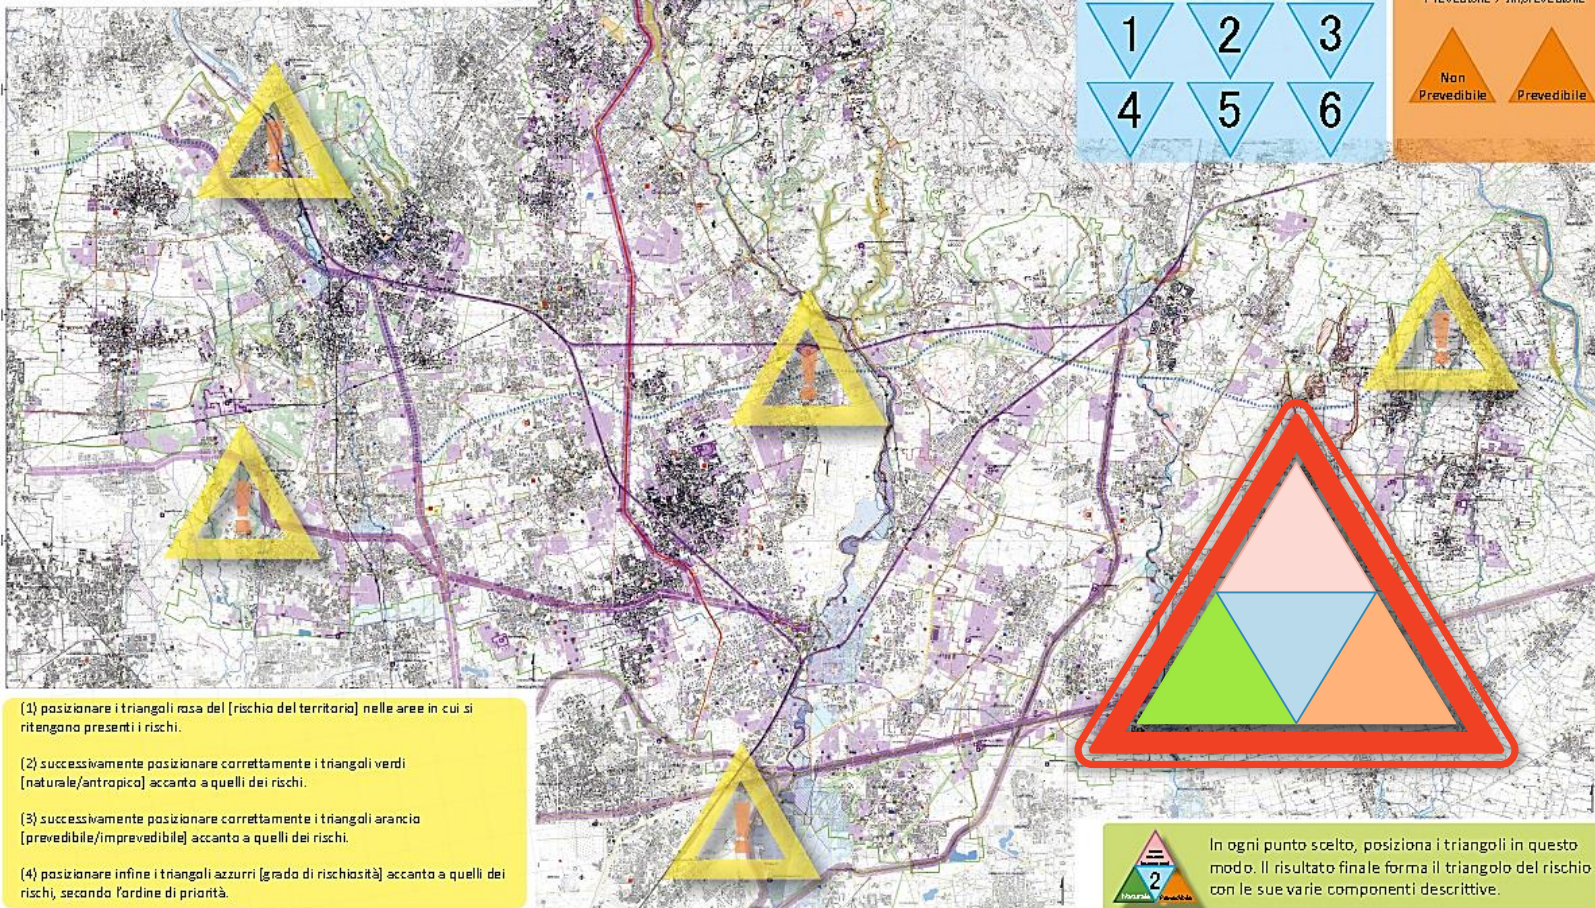 Prevedibile / Imprevedibile
1 2 3
4 5 6
Non
Prevedibile
Prevedibile
(1) posizionare i triangoli rosa del [rischio del territorio] nelle aree in cui si
ritengono presenti i rischi.
(2) successivamente posizionare correttamente i triangoli verdi
[naturale/antropico] accanto a quelli dei rischi.
(3) successivamente posizionare correttamente i triangoli arancio
[prevedibile/imprevedibile] accanto a quelli dei rischi.
(4) posizionare infine i triangoli azzurri [grado di rischiosità] accanto a quelli dei
rischi, secondo l'ordine di priorità.
2
Naturale
Prevedibile
In ogni punto scelto, posiziona i triangoli in questo
modo. Il risultato finale forma il triangolo del rischio
con le sue varie componenti descrittive.